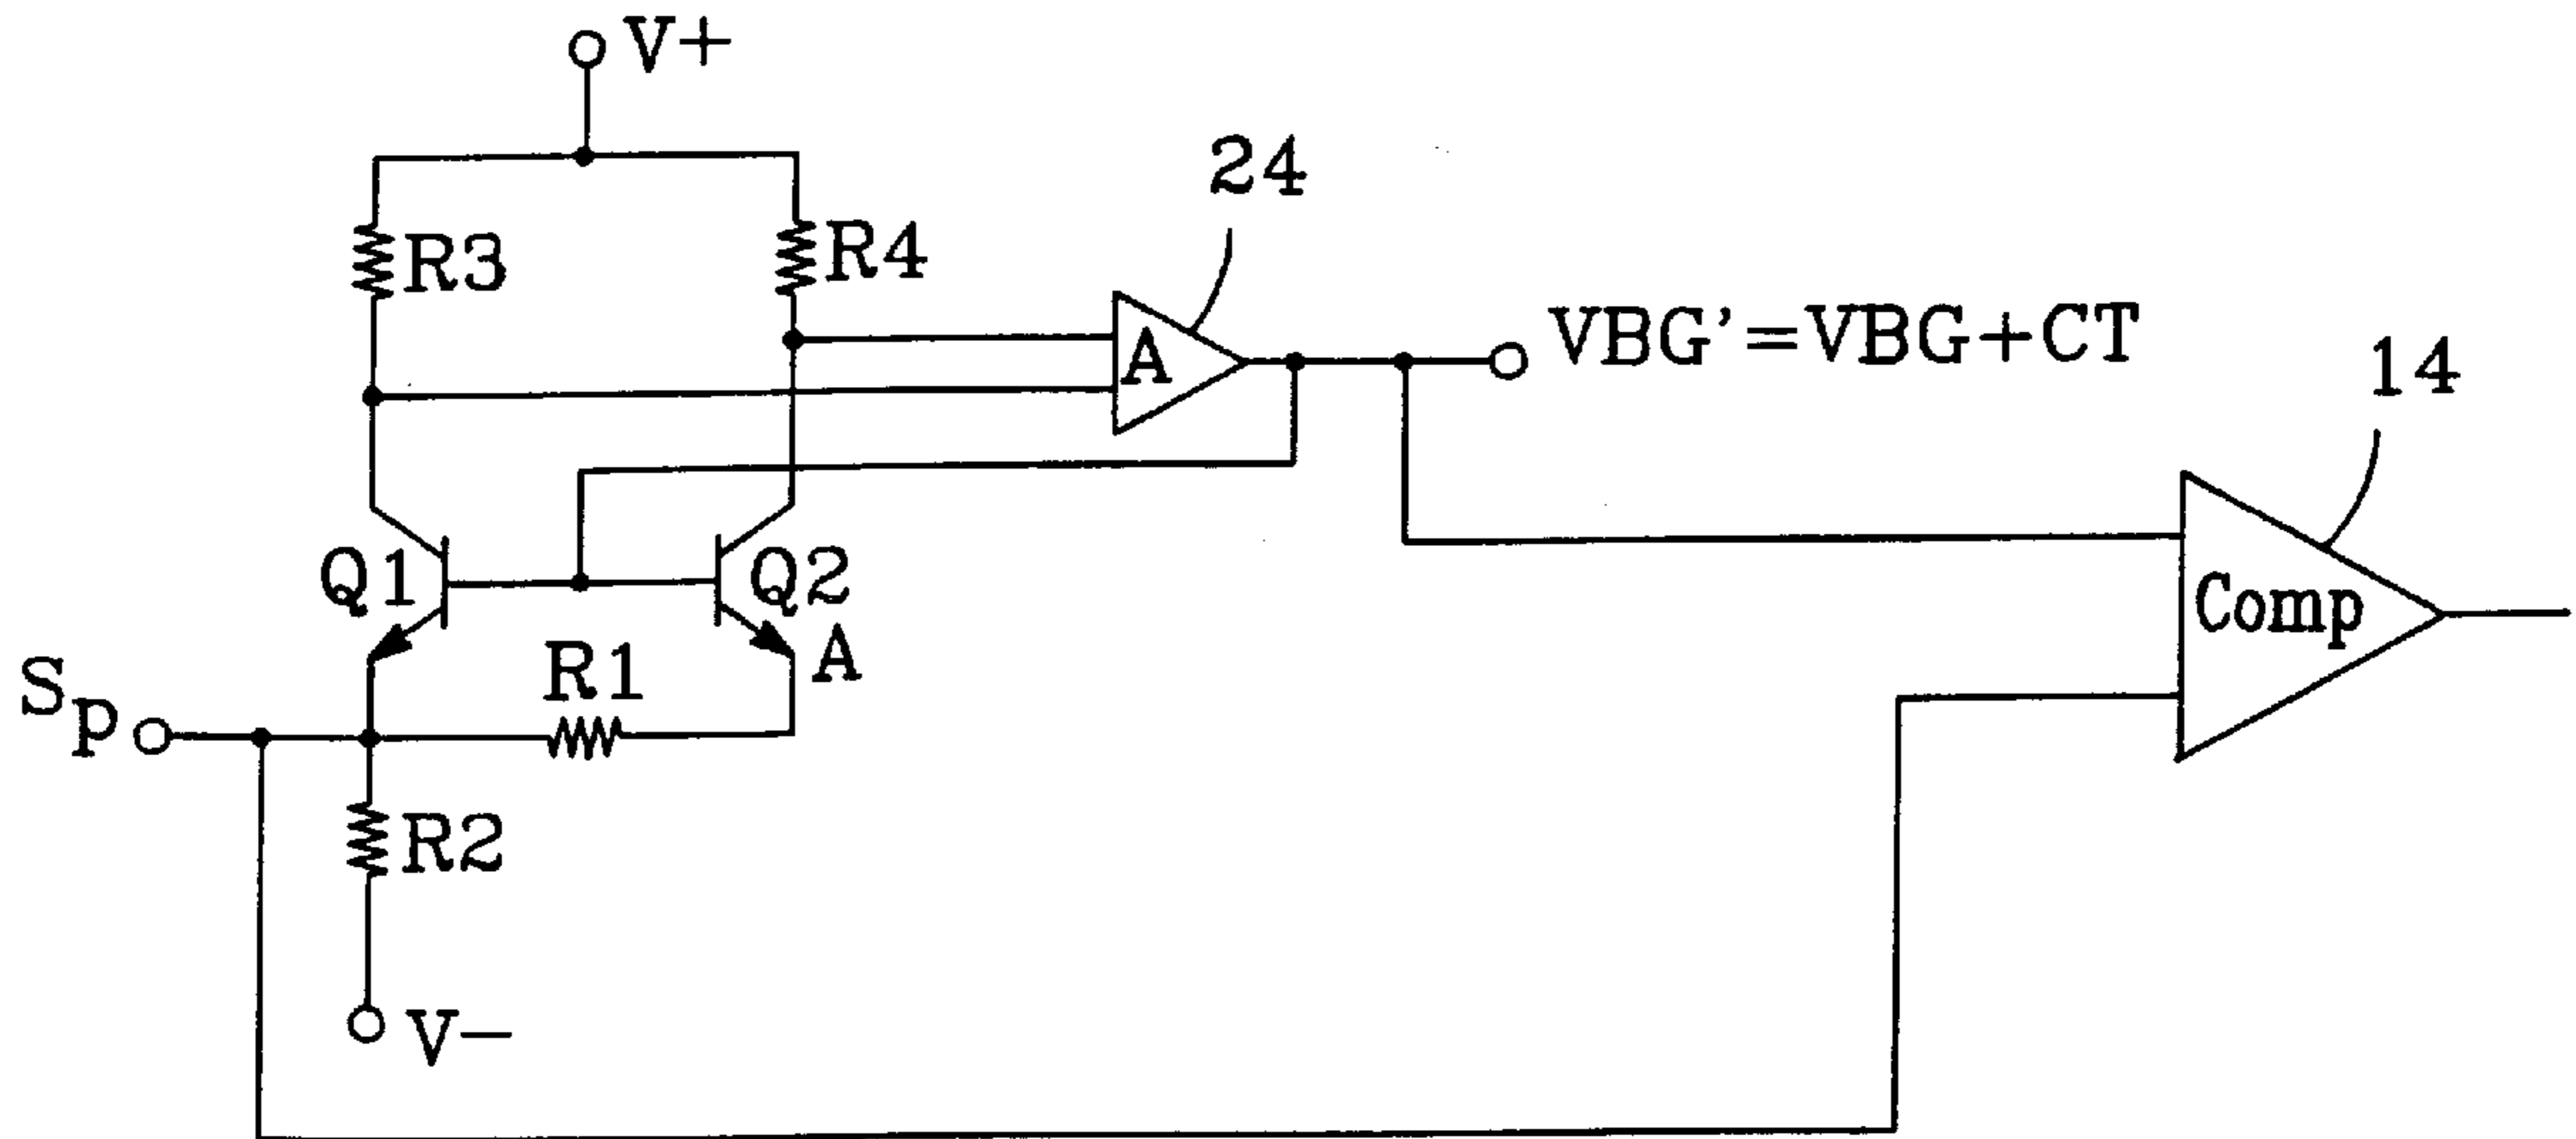 V+
24
R3
R4
A
VBG'=VBG+CT
14
Q1
Q2
Comp
A
R1
Sp
R2
V-